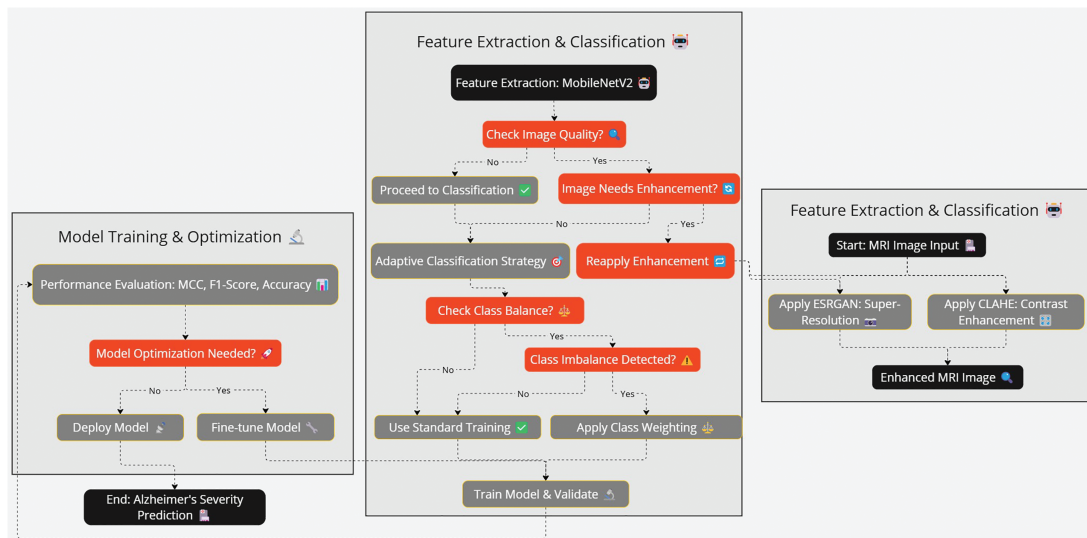 Feature Extraction & Classification
Feature Extraction: MobileNetV2
Check Image Quality?
No
Yes
Proceed to Classification
Image Needs Enhancement?
No
Yes
Adaptive Classification Strategy
Reapply Enhancement
Check Class Balance?
Yes
Class Imbalance Detected?
No
No
Yes
Use Standard Training
Apply Class Weighting
Train Model & Validate
Model Training & Optimization
Performance Evaluation: MCC, F1-Score, Accuracy
Model Optimization Needed?
No
Yes
Deploy Model
Fine-tune Model
End: Alzheimer's Severity
Prediction
Feature Extraction & Classification
Start: MRI Image Input
Apply ESRGAN: Super-
Resolution
Apply CLAHE: Contrast
Enhancement
Enhanced MRI Image